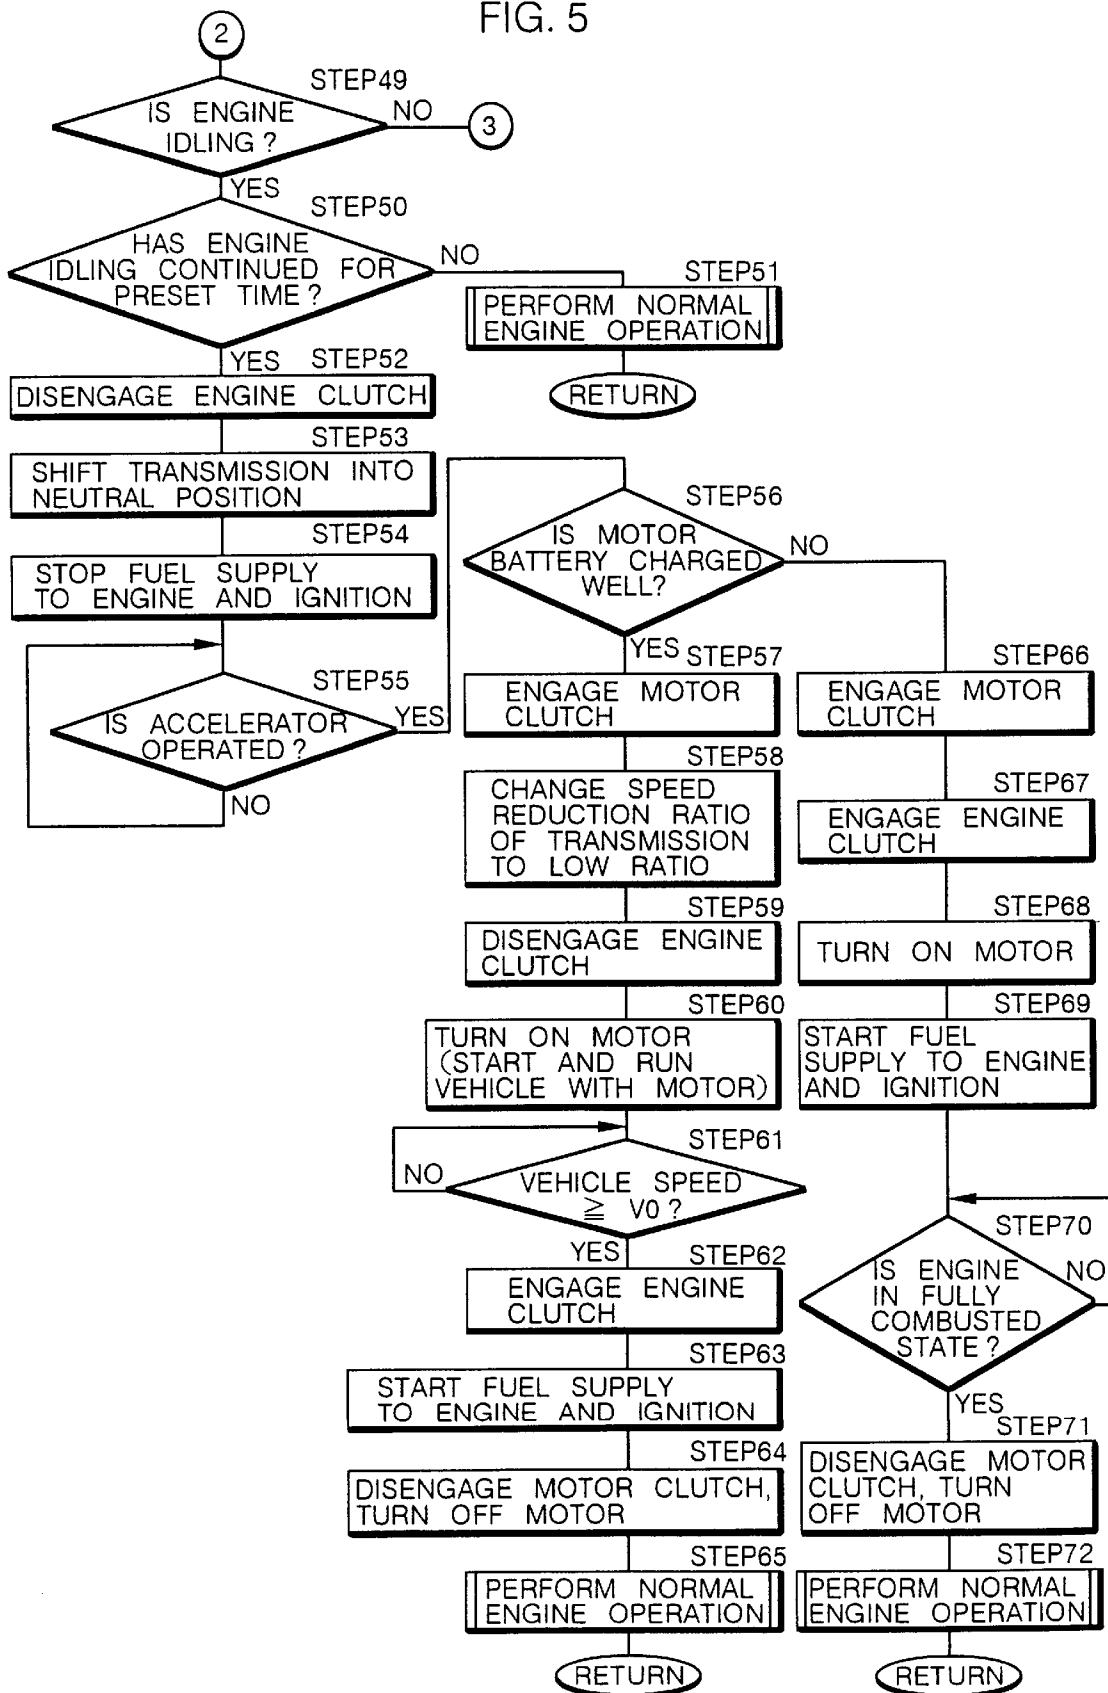 FIG. 5
2
STEP49
IS ENGINE
IDLING?
NO
3
YES
STEP50
HAS ENGINE
IDLING CONTINUED FOR
PRESET TIME?
NO
STEP51
PERFORM NORMAL
ENGINE OPERATION
RETURN
YES
STEP52
DISENGAGE ENGINE CLUTCH
STEP53
SHIFT TRANSMISSION INTO
NEUTRAL POSITION
STEP54
STOP FUEL SUPPLY
TO ENGINE AND IGNITION
STEP55
IS ACCELERATOR
OPERATED?
YES
NO
STEP56
IS MOTOR
BATTERY CHARGED
WELL?
NO
YES
STEP57
ENGAGE MOTOR
CLUTCH
STEP58
CHANGE SPEED
REDUCTION RATIO
OF TRANSMISSION
TO LOW RATIO
STEP59
DISENGAGE ENGINE
CLUTCH
STEP60
TURN ON MOTOR
(START AND RUN
VEHICLE WITH MOTOR)
STEP61
VEHICLE SPEED
≧ V0?
NO
YES
STEP62
ENGAGE ENGINE
CLUTCH
STEP63
START FUEL SUPPLY
TO ENGINE AND IGNITION
STEP64
DISENGAGE MOTOR CLUTCH,
TURN OFF MOTOR
STEP65
PERFORM NORMAL
ENGINE OPERATION
RETURN
STEP66
ENGAGE MOTOR
CLUTCH
STEP67
ENGAGE ENGINE
CLUTCH
STEP68
TURN ON MOTOR
STEP69
START FUEL
SUPPLY TO ENGINE
AND IGNITION
STEP70
IS ENGINE
IN FULLY
COMBUSTED
STATE?
NO
YES
STEP71
DISENGAGE MOTOR
CLUTCH, TURN
OFF MOTOR
STEP72
PERFORM NORMAL
ENGINE OPERATION
RETURN